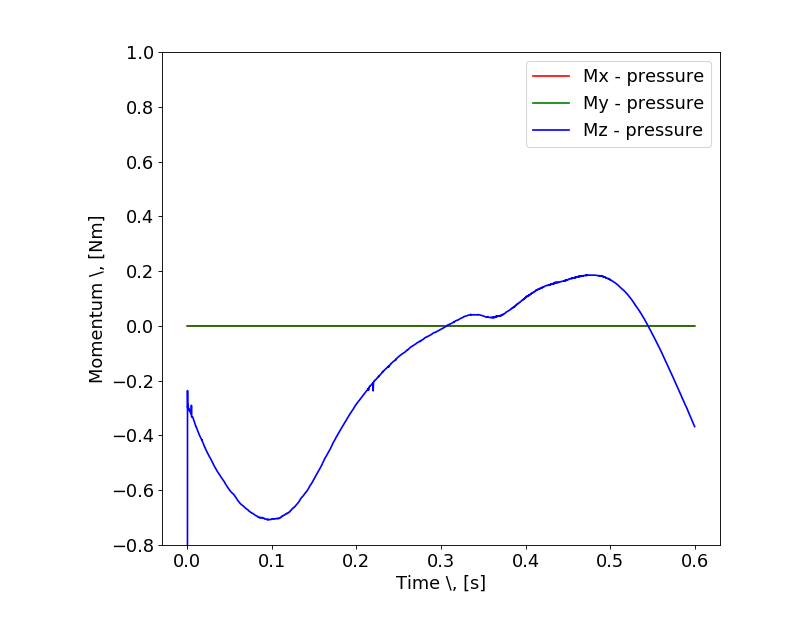 1.0
0.8
0.6
0.4
0.2
0.0
−0.2
−0.4
−0.6
−0.8
Momentum \, [Nm]
Mx - pressure
My - pressure
Mz - pressure
0.0 0.1 0.2 0.3 0.4 0.5 0.6
Time \, [s]